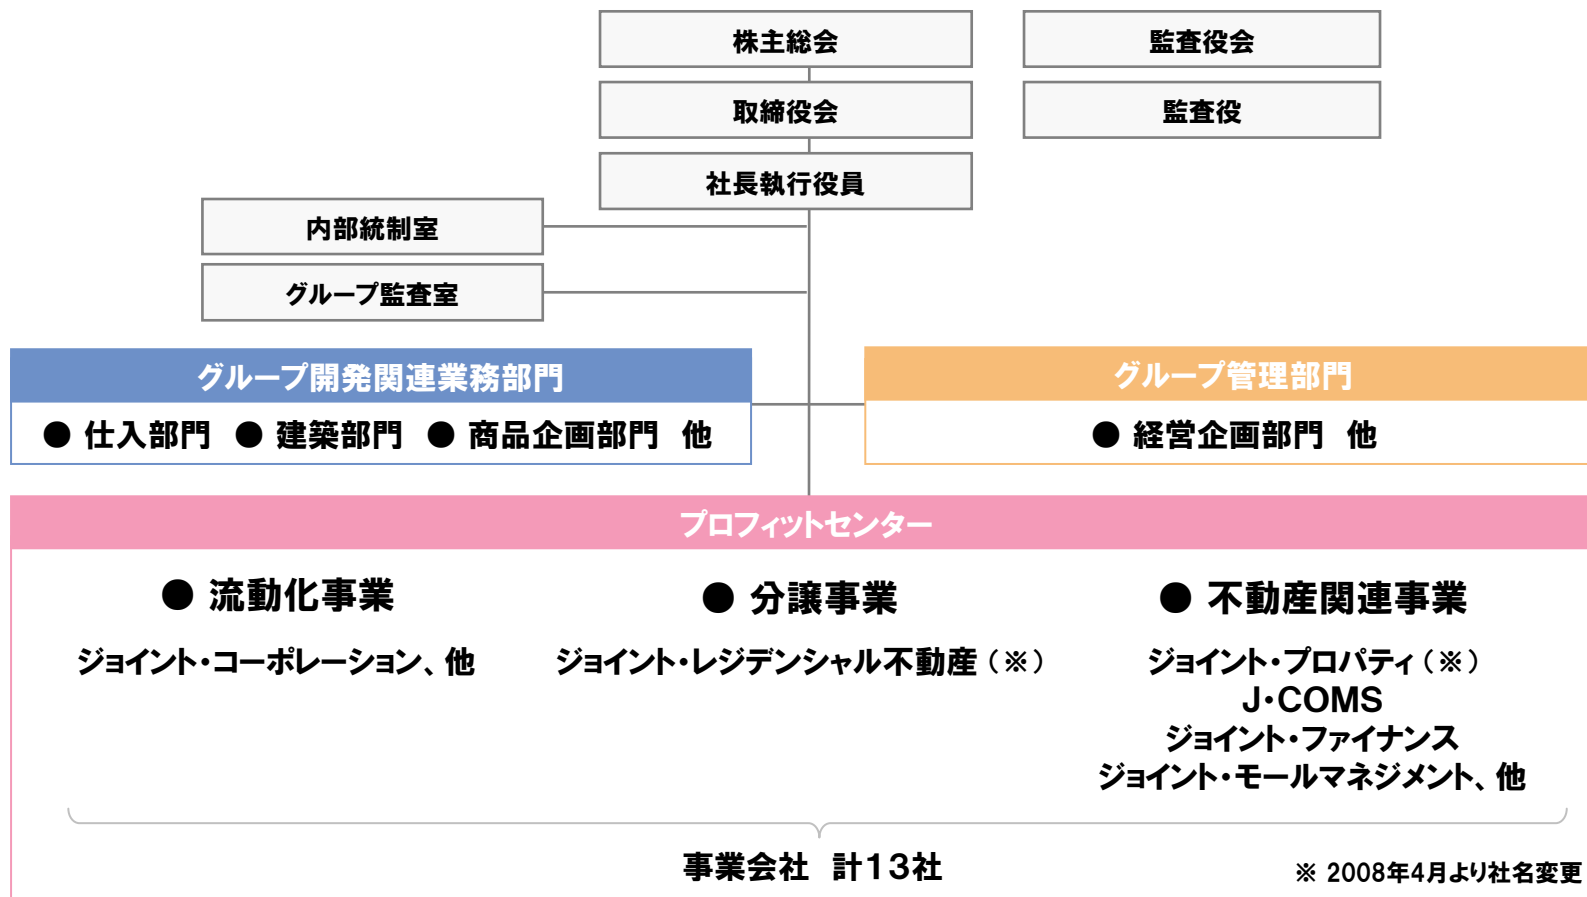 株主総会
監査役会
取締役会
監査役
社長執行役員
内部統制室
グループ監査室
グループ開発関連業務部門
● 仕入部門 ● 建築部門 ● 商品企画部門 他
グループ管理部門
● 経営企画部門 他
プロフィットセンター
● 流動化事業
ジョイント・コーポレーション、他
● 分譲事業
ジョイント・レジデンシャル不動産（※）
● 不動産関連事業
ジョイント・プロパティ（※）
J・COMS
ジョイント・ファイナンス
ジョイント・モールマネジメント、他
事業会社 計13社
※ 2008年4月より社名変更